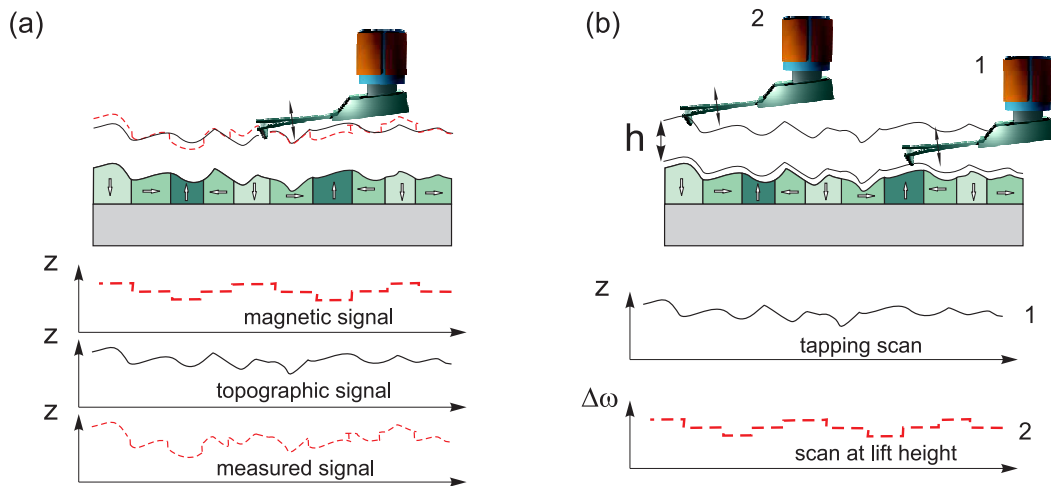 (a)
z
magnetic signal
z
topographic signal
z
measured signal
(b)
2
1
h
z
1
tapping scan
Δω
2
scan at lift height